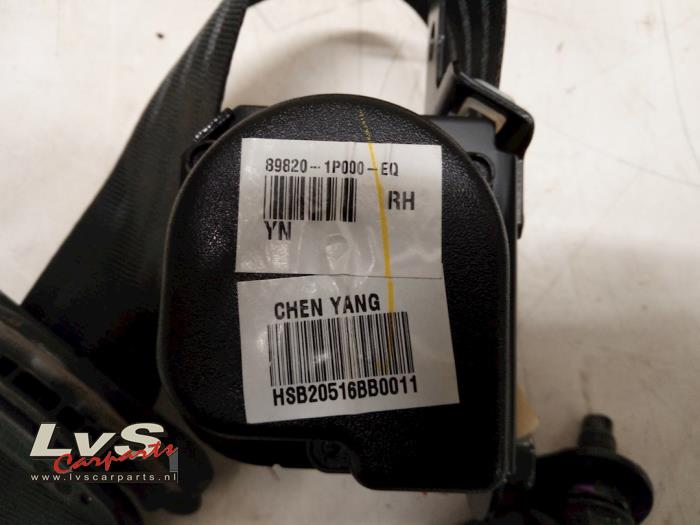 89820-1P000-EQ
RH
YN
CHEN YANG
HSB20516BB0011
LvS
Carparts
www.lvscarparts.nl